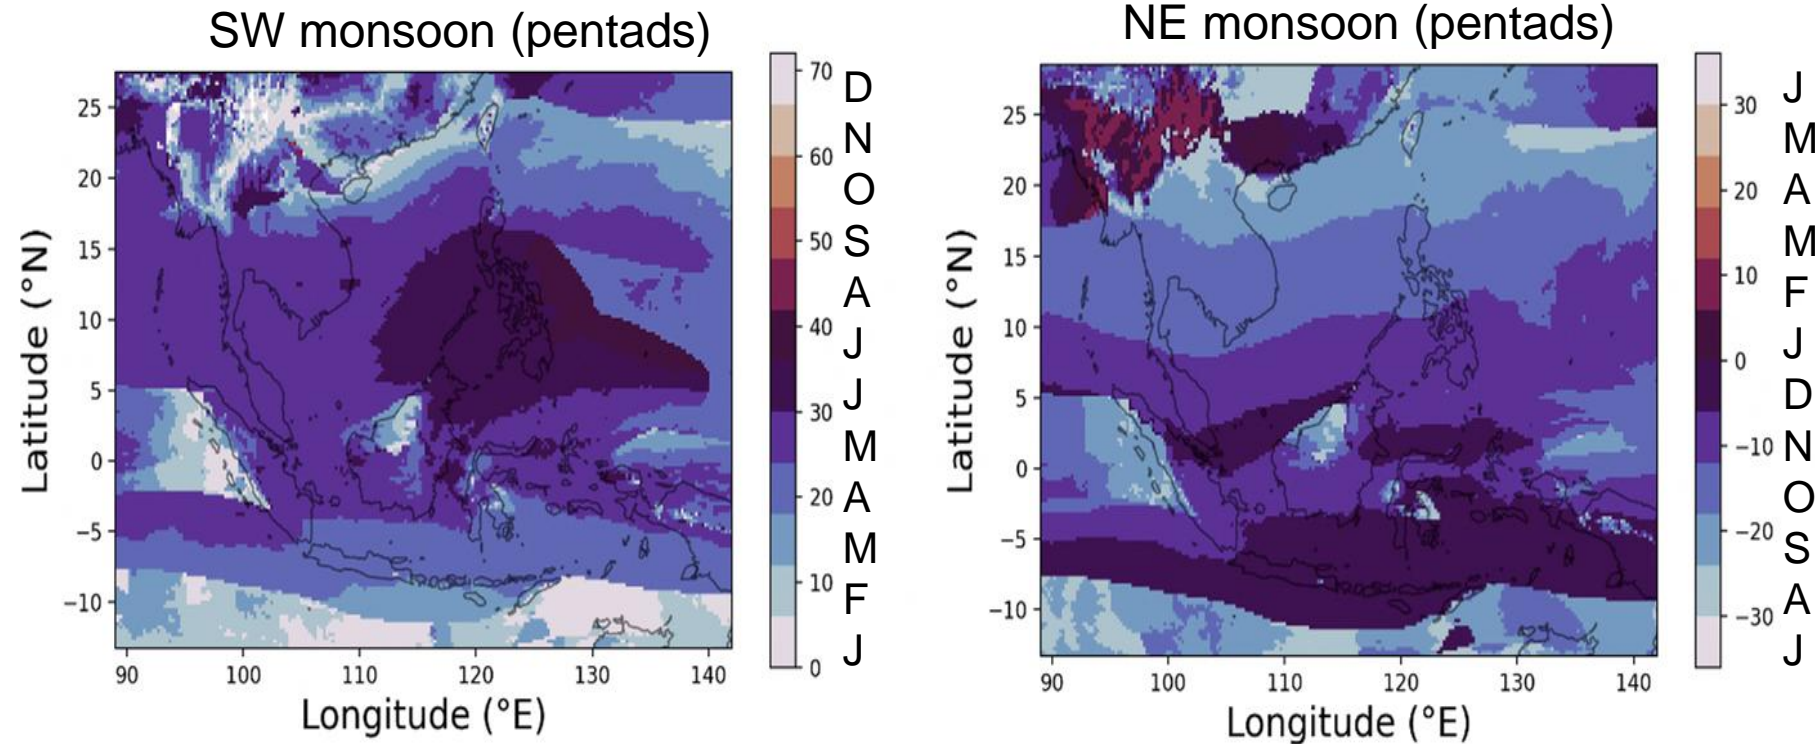 SW monsoon (pentads)
25
20
15
10
5
0
−5
−10
90
100
110
120
130
140
Latitude (°N)
Longitude (°E)
70
60
50
40
30
20
10
0
D
N
O
S
A
J
J
M
A
M
F
J
NE monsoon (pentads)
25
20
15
10
5
0
−5
−10
90
100
110
120
130
140
Latitude (°N)
Longitude (°E)
30
20
10
0
−10
−20
−30
J
M
A
M
F
J
D
N
O
S
A
J